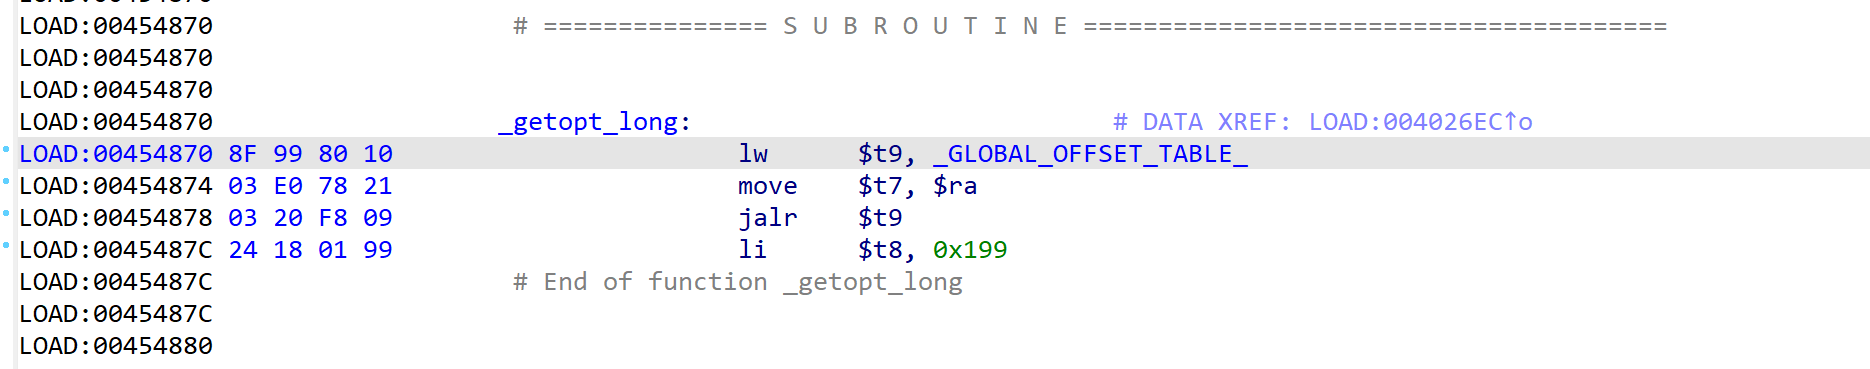 LOAD:00454870 # =============== S U B R O U T I N E =======================================
LOAD:00454870
LOAD:00454870
LOAD:00454870 _getopt_long: # DATA XREF: LOAD:004026EC↑o
LOAD:00454870 8F 99 80 10 lw $t9, _GLOBAL_OFFSET_TABLE_
LOAD:00454874 03 E0 78 21 move $t7, $ra
LOAD:00454878 03 20 F8 09 jalr $t9
LOAD:0045487C 24 18 01 99 li $t8, 0x199
LOAD:0045487C # End of function _getopt_long
LOAD:0045487C
LOAD:00454880